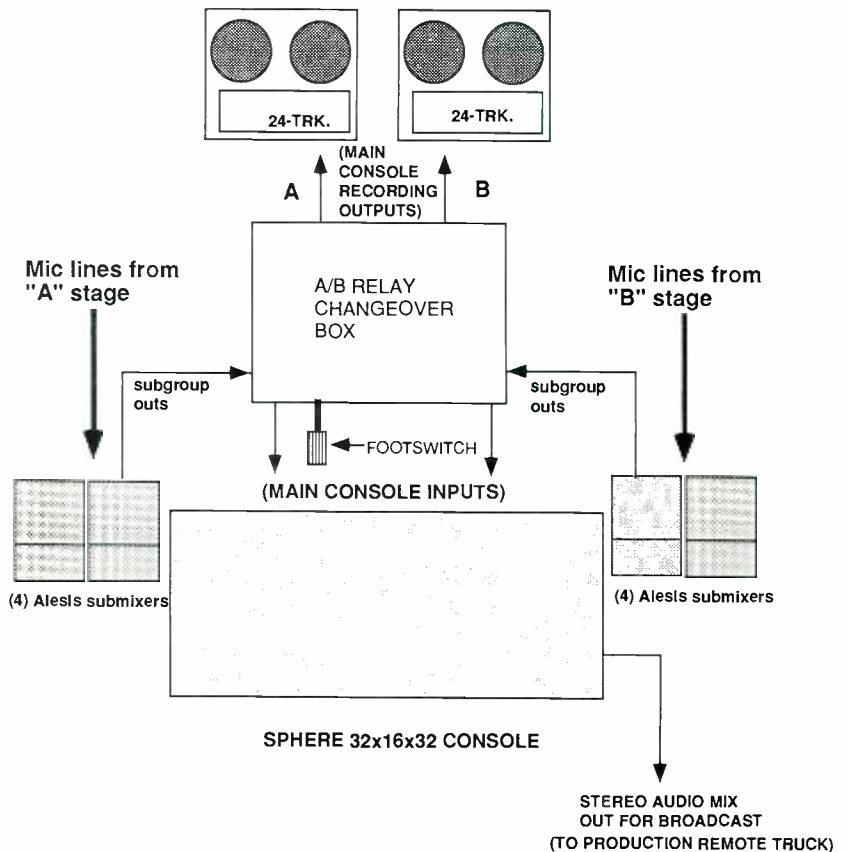 24-TRK.
24-TRK.
(MAIN
CONSOLE
RECORDING
OUTPUTS)
A
B
Mic lines from
"A" stage
A/B RELAY
CHANGEOVER
BOX
Mic lines from
"B" stage
subgroup
outs
subgroup
outs
FOOTSWITCH
(MAIN CONSOLE INPUTS)
(4) Alesis submixers
(4) Alesis submixers
SPHERE 32x16x32 CONSOLE
STEREO AUDIO MIX
OUT FOR BROADCAST
(TO PRODUCTION REMOTE TRUCK)